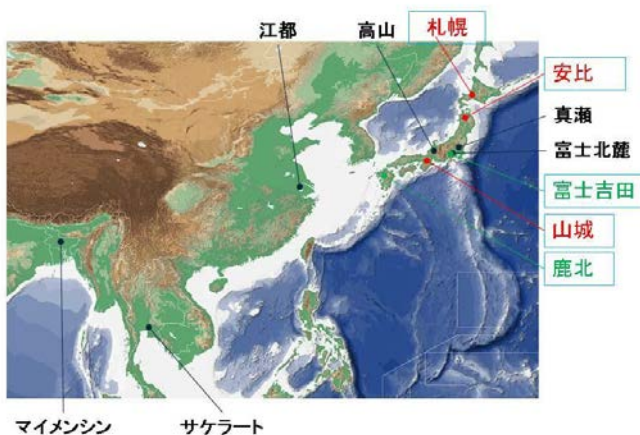 江都
高山
札幌
安比
真瀬
富士北麓
富士吉田
山城
鹿北
マイメンシン
サケラート